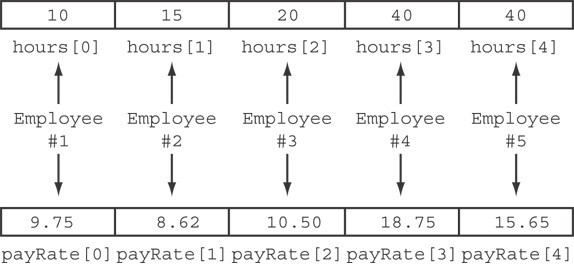 10 15 20 40 40
hours[0] hours[1] hours[2] hours[3] hours[4]
Employee Employee Employee Employee Employee
#1 #2 #3 #4 #5
9.75 8.62 10.50 18.75 15.65
payRate[0] payRate[1] payRate[2] payRate[3] payRate[4]